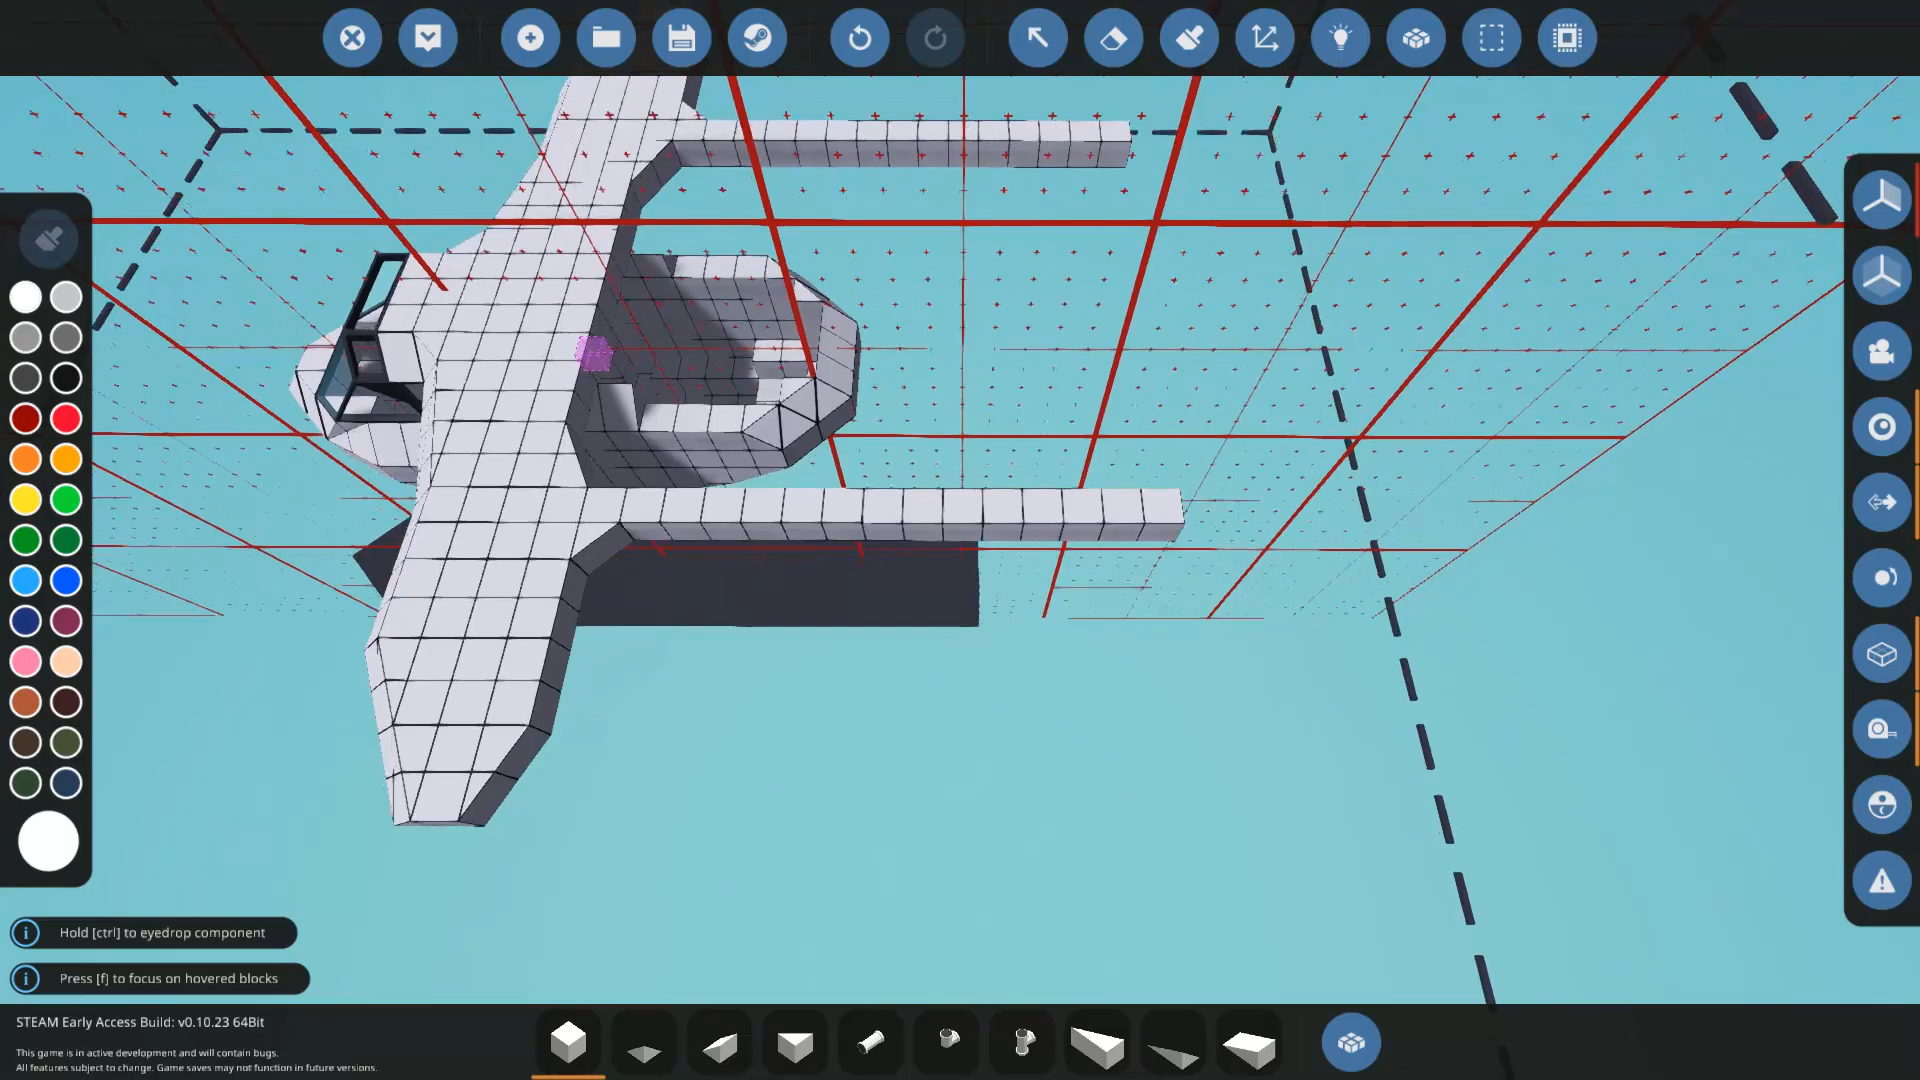 Hold [ctrl] to eyedrop component
Press [f] to focus on hovered blocks
STEAM Early Access Build: v0.10.23 64Bit
This game is in active development and will contain bugs.
All features subject to change. Game saves may not function in future versions.